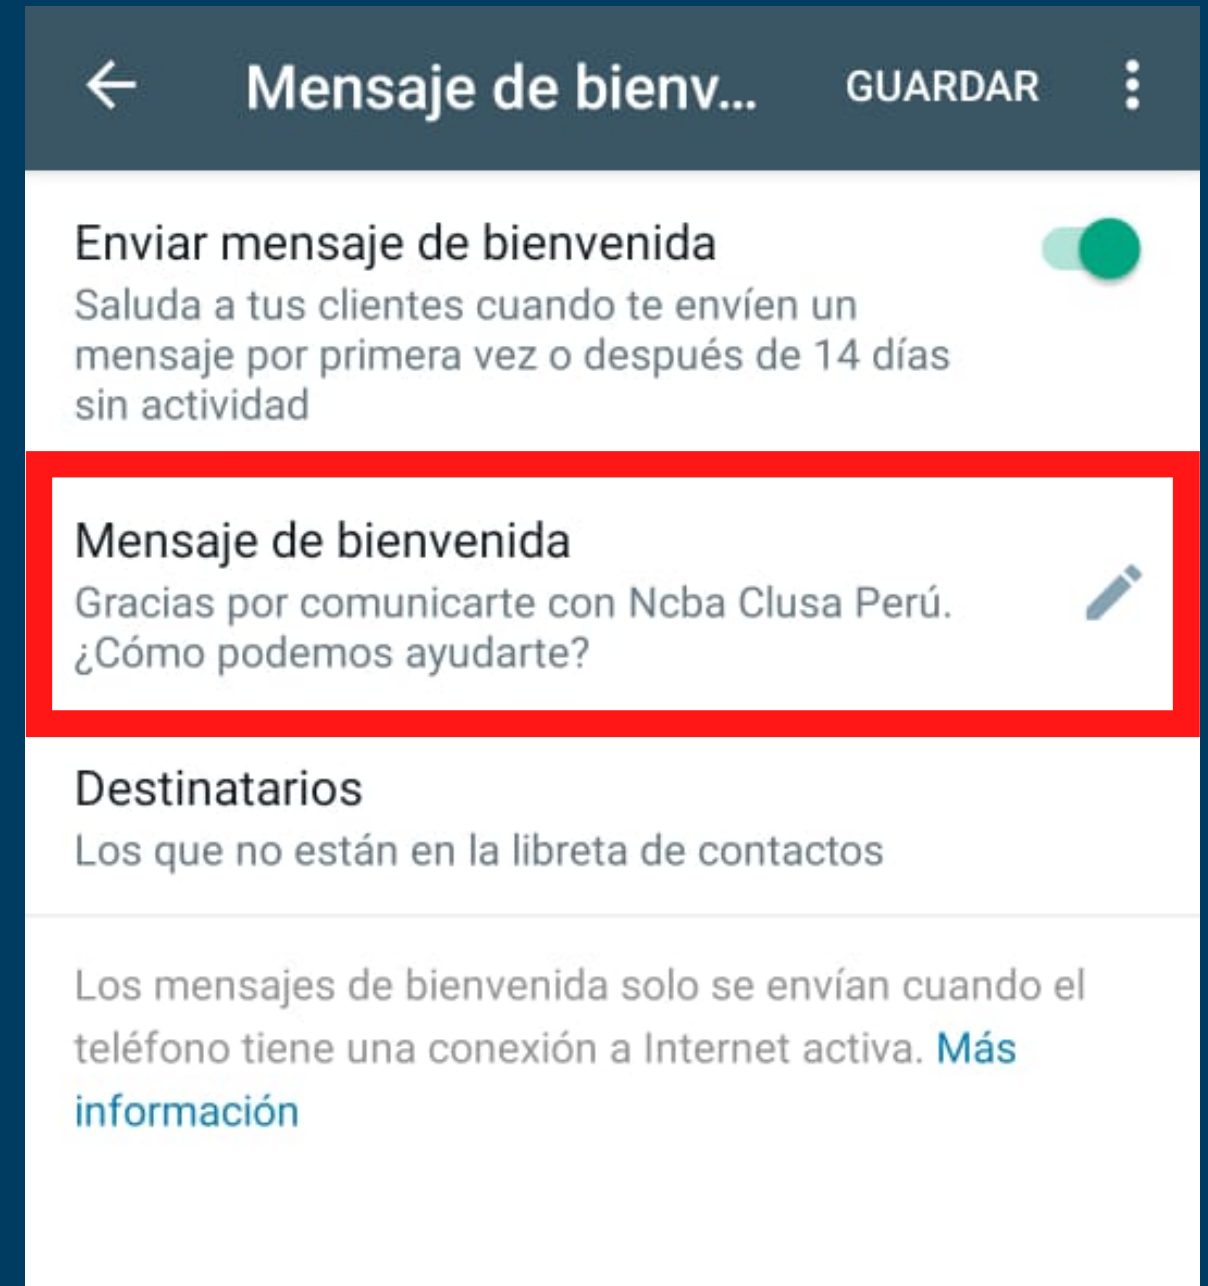 Mensaje de bienv... GUARDAR
Enviar mensaje de bienvenida
Saluda a tus clientes cuando te envíen un
mensaje por primera vez o después de 14 días
sin actividad
Mensaje de bienvenida
Gracias por comunicarte con Ncba Clusa Perú.
¿Cómo podemos ayudarte?
Destinatarios
Los que no están en la libreta de contactos
Los mensajes de bienvenida solo se envían cuando el
teléfono tiene una conexión a Internet activa. Más
información